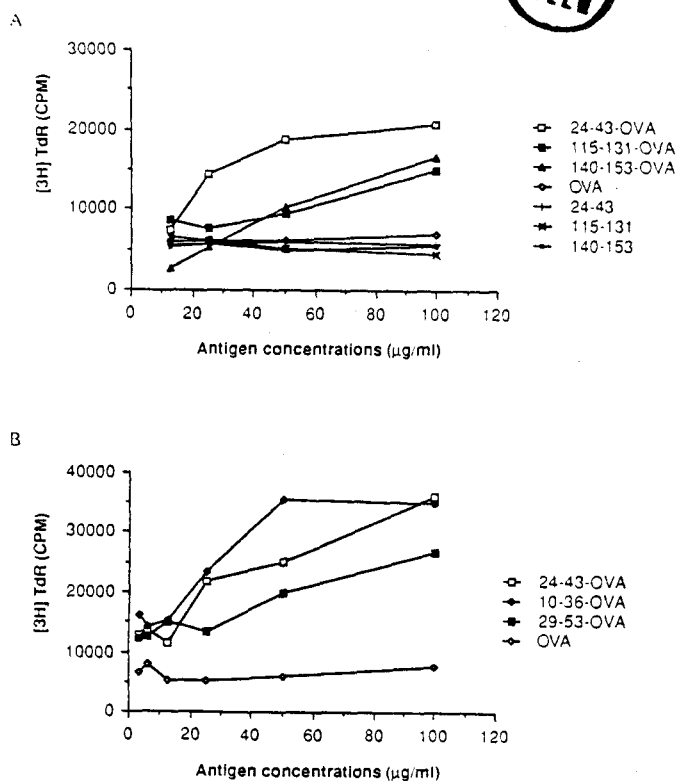 A
30000
20000
10000
0
[3H] TdR (CPM)
0 20 40 60 80 100 120
Antigen concentrations (µg/ml)
24-43-OVA
115-131-OVA
140-153-OVA
OVA
24-43
115-131
140-153
B
40000
30000
20000
10000
0
[3H] TdR (CPM)
0 20 40 60 80 100 120
Antigen concentrations (µg/ml)
24-43-OVA
10-36-OVA
29-53-OVA
OVA